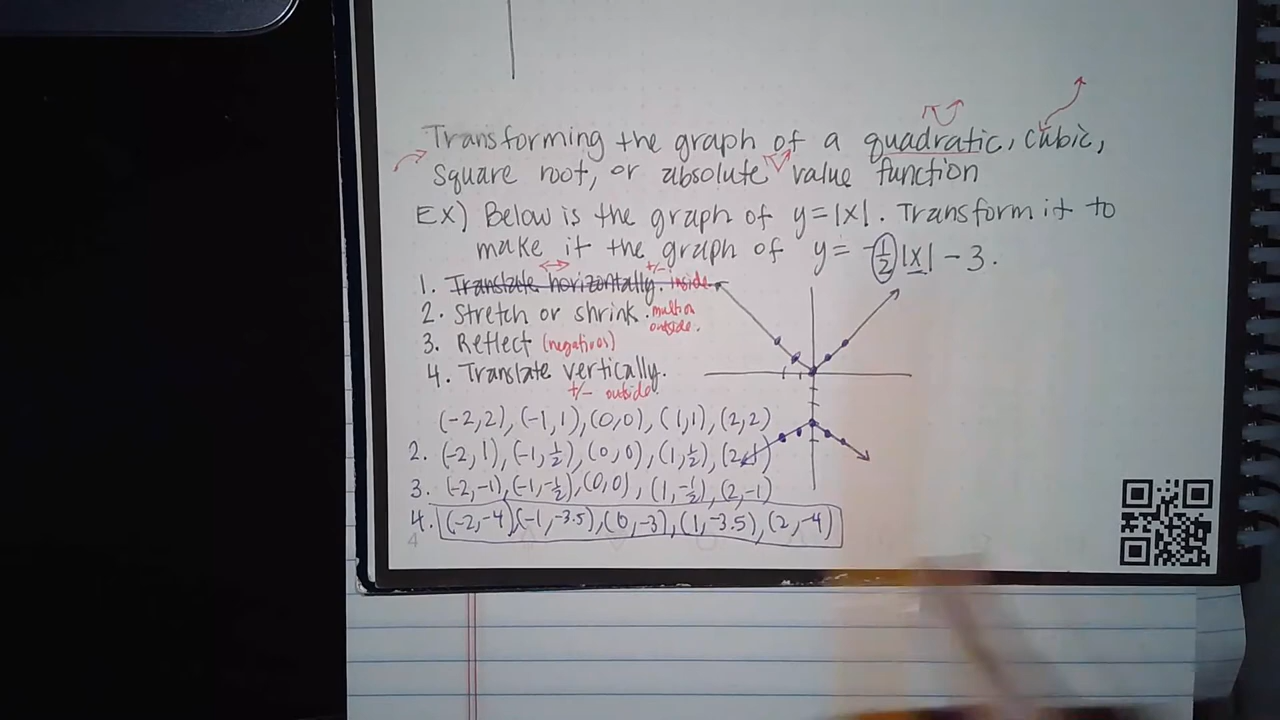 Transforming the graph of a quadratic, cubic,
square root, or absolute value function
EX) Below is the graph of y=|x|. Transform it to
make it the graph of y= -½|x| - 3.
1. Translate horizontally. +/- inside
2. Stretch or shrink. mult on outside.
3. Reflect (negatives)
4. Translate vertically.
+/- outside.
(-2,2), (-1,1), (0,0), (1,1), (2,2)
2. (-2,1), (-1,½), (0,0), (1,½), (2,1)
3. (-2,-1), (-1,-½), (0,0), (1,-½), (2,-1)
4. (-2,-4), (-1,-3.5), (0,-3), (1,-3.5), (2,-4)
4